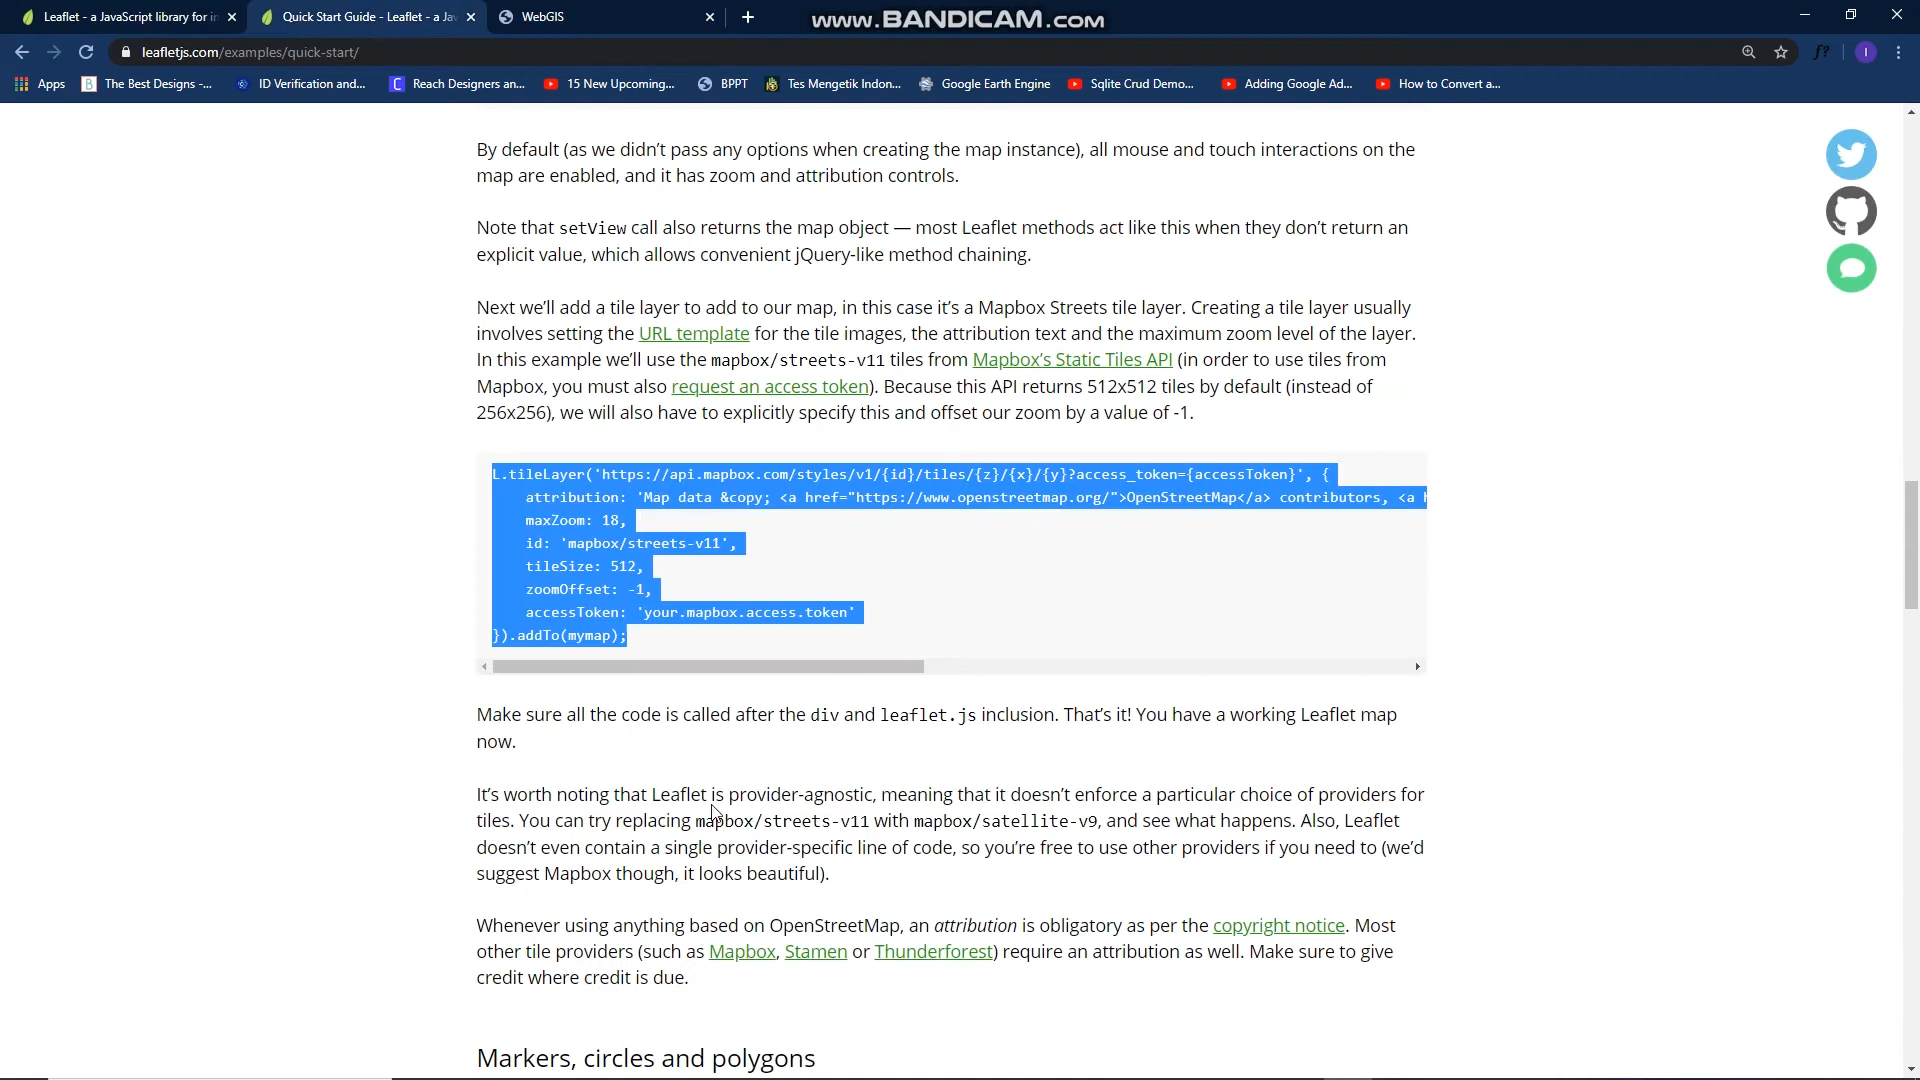 Leaflet - a JavaScript library for in
Quick Start Guide - Leaflet - a Jav
WebGIS
www.BANDICAM.com
leafletjs.com/examples/quick-start/
f?
I
Apps
The Best Designs -...
ID Verification and...
Reach Designers an...
15 New Upcoming...
BPPT
Tes Mengetik Indon...
Google Earth Engine
Sqlite Crud Demo...
Adding Google Ad...
How to Convert a...
By default (as we didn’t pass any options when creating the map instance), all mouse and touch interactions on the
map are enabled, and it has zoom and attribution controls.
Note that setView call also returns the map object — most Leaflet methods act like this when they don’t return an
explicit value, which allows convenient jQuery-like method chaining.
Next we’ll add a tile layer to add to our map, in this case it’s a Mapbox Streets tile layer. Creating a tile layer usually
involves setting the URL template for the tile images, the attribution text and the maximum zoom level of the layer.
In this example we’ll use the mapbox/streets-v11 tiles from Mapbox’s Static Tiles API (in order to use tiles from
Mapbox, you must also request an access token). Because this API returns 512x512 tiles by default (instead of
256x256), we will also have to explicitly specify this and offset our zoom by a value of -1.
L.tileLayer('https://api.mapbox.com/styles/v1/{id}/tiles/{z}/{x}/{y}?access_token={accessToken}', {
attribution: 'Map data &copy; <a href="https://www.openstreetmap.org/">OpenStreetMap</a> contributors, <a h
maxZoom: 18,
id: 'mapbox/streets-v11',
tileSize: 512,
zoomOffset: -1,
accessToken: 'your.mapbox.access.token'
}).addTo(mymap);
Make sure all the code is called after the div and leaflet.js inclusion. That’s it! You have a working Leaflet map
now.
It’s worth noting that Leaflet is provider-agnostic, meaning that it doesn’t enforce a particular choice of providers for
tiles. You can try replacing mapbox/streets-v11 with mapbox/satellite-v9, and see what happens. Also, Leaflet
doesn’t even contain a single provider-specific line of code, so you’re free to use other providers if you need to (we’d
suggest Mapbox though, it looks beautiful).
Whenever using anything based on OpenStreetMap, an attribution is obligatory as per the copyright notice. Most
other tile providers (such as Mapbox, Stamen or Thunderforest) require an attribution as well. Make sure to give
credit where credit is due.
Markers, circles and polygons